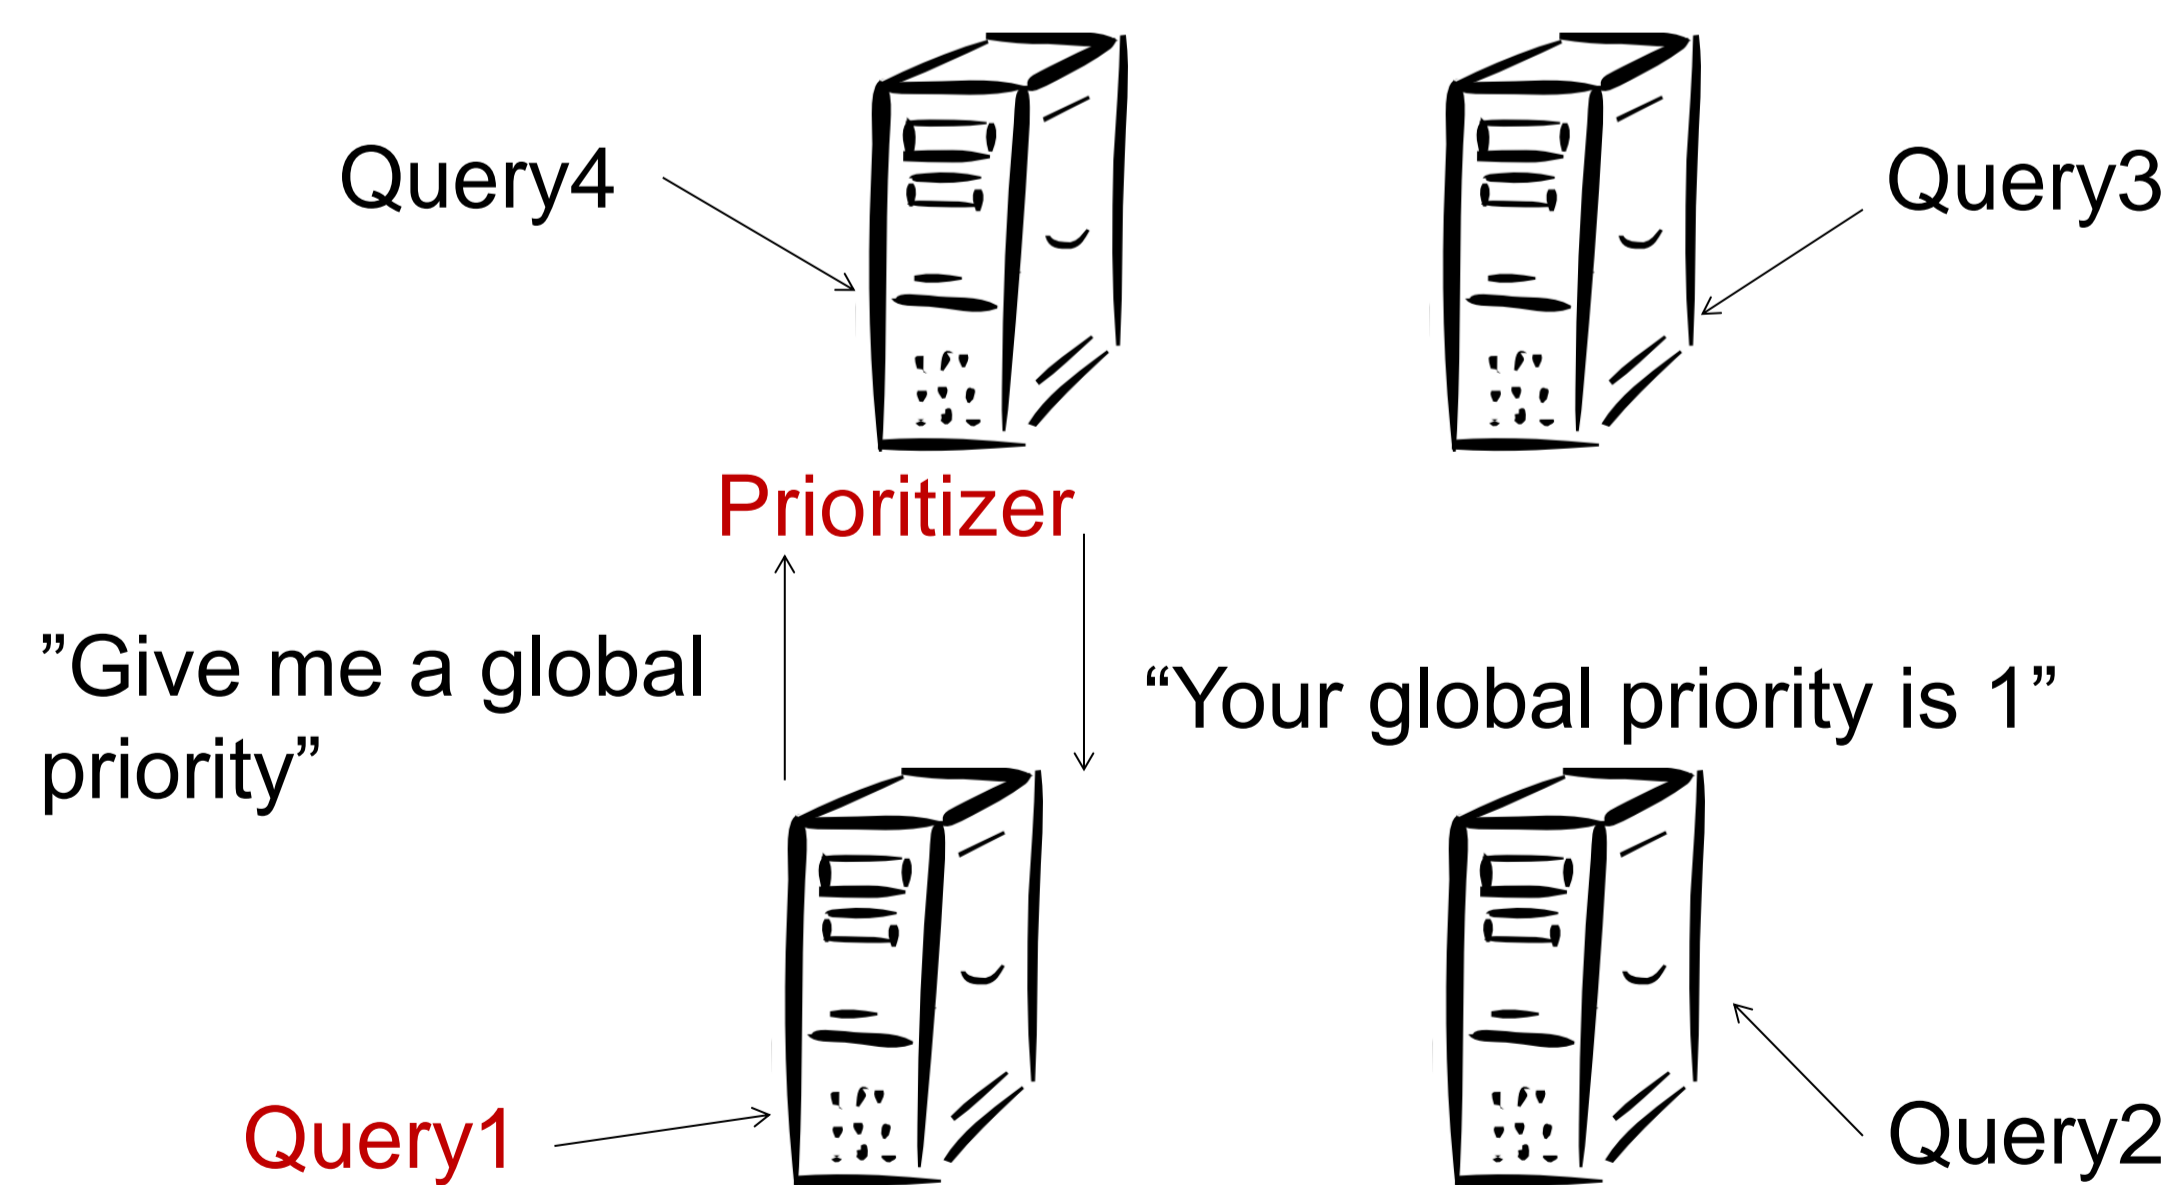 Query4
Query3
Prioritizer
”Give me a global
priority”
“Your global priority is 1”
Query1
Query2